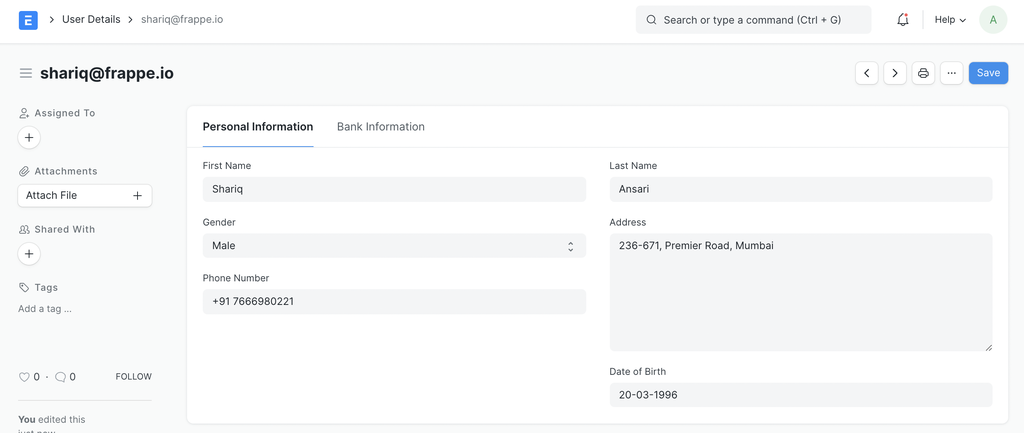 E
User Details
shariq@frappe.io
Search or type a command (Ctrl + G)
Help
A
shariq@frappe.io
Save
Assigned To
Attachments
Attach File
Shared With
Tags
Add a tag ...
0 · 0
FOLLOW
You edited this
just now
Personal Information
Bank Information
First Name
Shariq
Last Name
Ansari
Gender
Male
Address
236-671, Premier Road, Mumbai
Phone Number
+91 7666980221
Date of Birth
20-03-1996